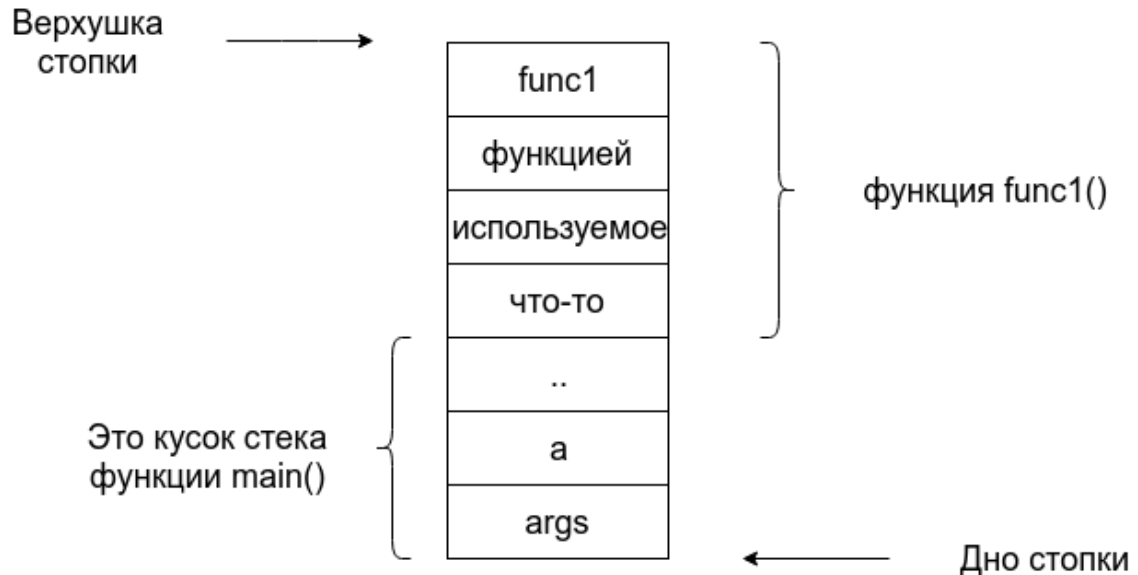 Верхушка
стопки
func1
функцией
используемое
что-то
функция func1()
..
a
args
Это кусок стека
функции main()
Дно стопки